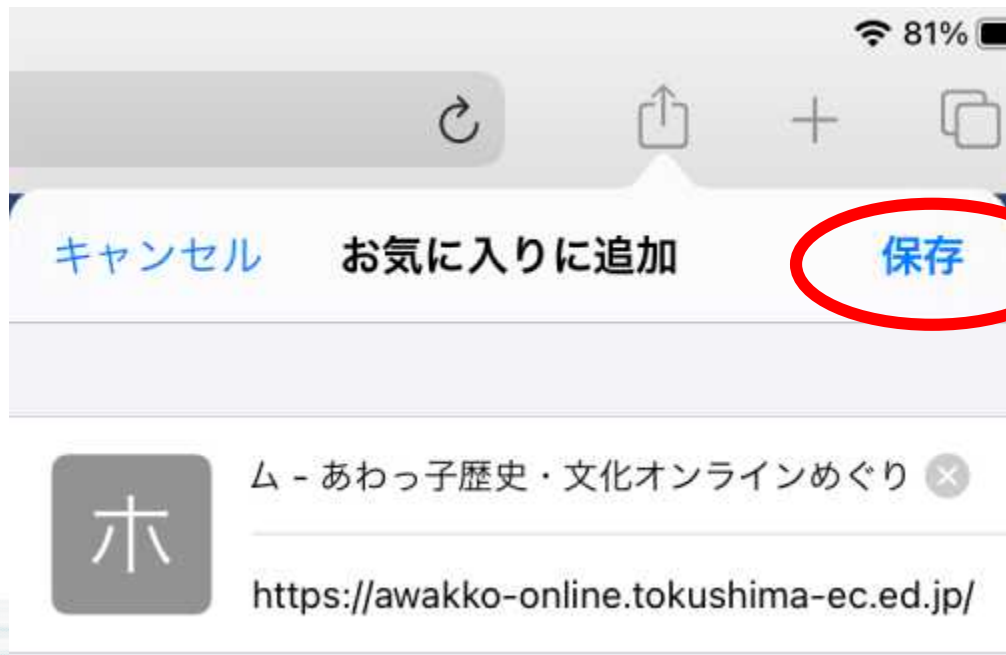 81%
キャンセル お気に入りに追加 保存
ホ
ム - あわっ子歴史・文化オンラインめぐり
https://awakko-online.tokushima-ec.ed.jp/